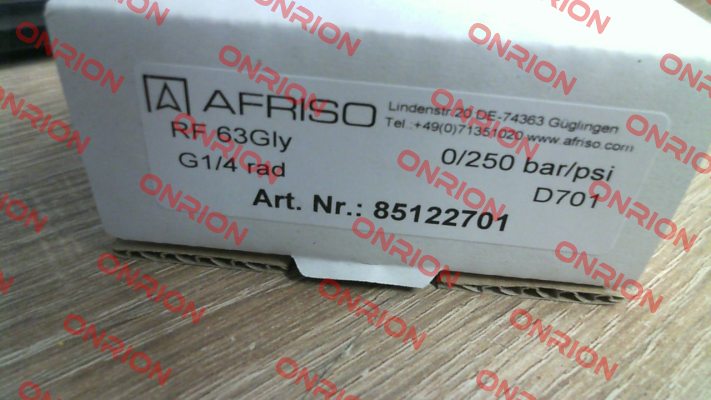 AFRISO
Lindenstr.20 DE-74363 Güglingen
Tel.:+49(0)71351020 www.afriso.com
RF 63Gly
0/250 bar/psi
G1/4 rad
D701
Art. Nr.: 85122701
ONRION